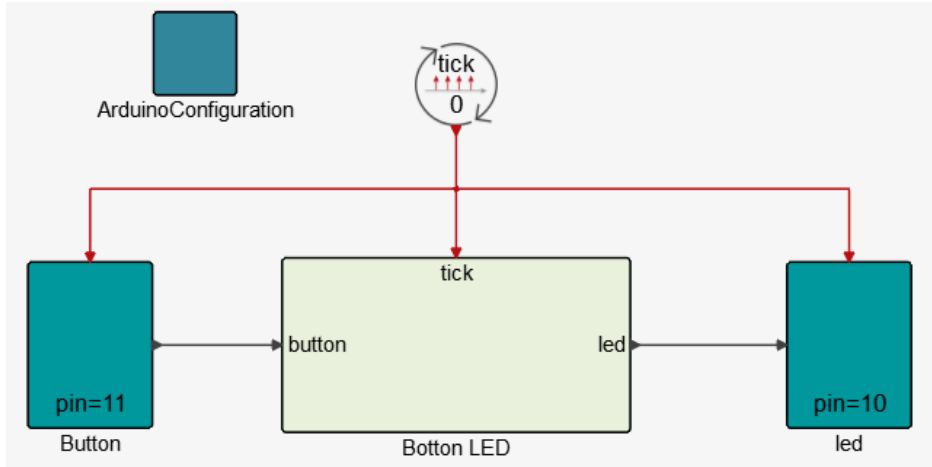 tick
0
ArduinoConfiguration
tick
button
led
pin=11
pin=10
Button
Botton LED
led